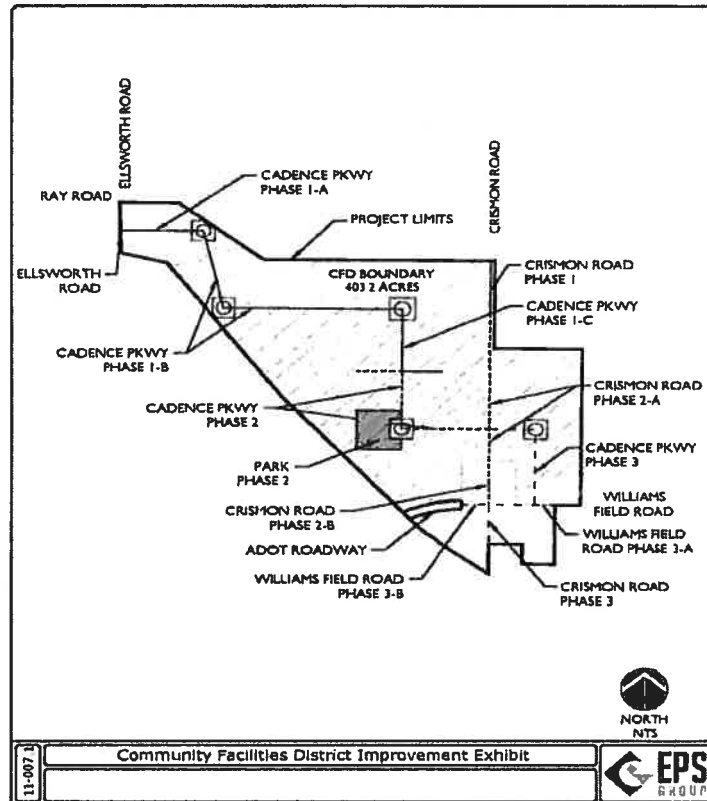 ELLSWORTH ROAD
CRISMON ROAD
CADENCE PKWY
PHASE 1-A
RAY ROAD
PROJECT LIMITS
ELLSWORTH
ROAD
CFD BOUNDARY
403 2 ACRES
CRISMON ROAD
PHASE 1
CADENCE PKWY
PHASE 1-C
CADENCE PKWY
PHASE 1-B
CRISMON ROAD
PHASE 2-A
CADENCE PKWY
PHASE 2
CADENCE PKWY
PHASE 3
PARK
PHASE 2
WILLIAMS
FIELD ROAD
CRISMON ROAD
PHASE 2-B
ADOT ROADWAY
WILLIAMS FIELD
ROAD PHASE 3-A
WILLIAMS FIELD ROAD
PHASE 3-B
CRISMON ROAD
PHASE 3
NORTH
NTS
11-007.1
Community Facilities District Improvement Exhibit
EPS
GROUP